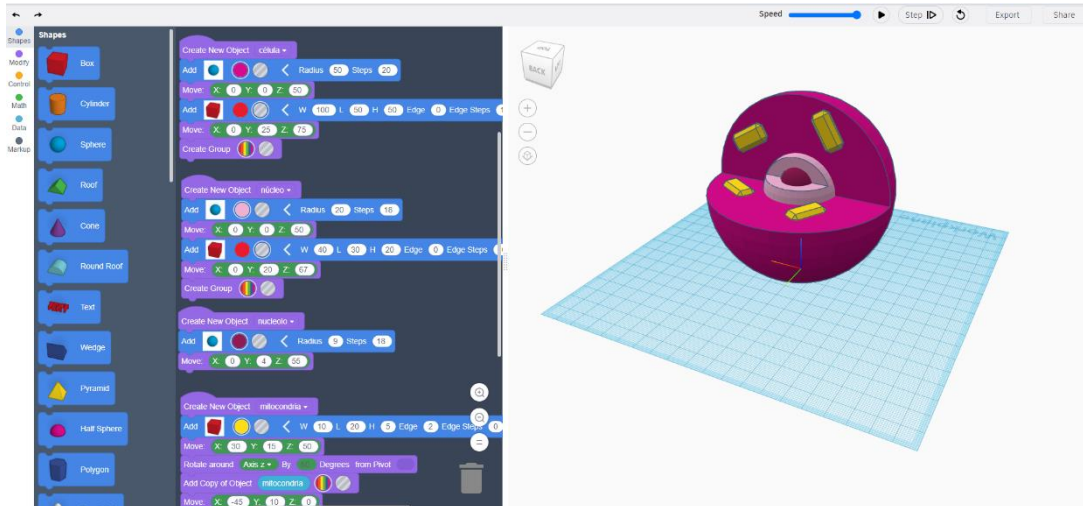 Speed Step Export Share
Shapes
Modify
Control
Math
Data
Markup
Shapes
Box
Cylinder
Sphere
Roof
Cone
Round Roof
Text
Wedge
Pyramid
Half Sphere
Polygon
Create New Object célula
Add Radius 50 Steps 20
Move: X: 0 Y: 0 Z: 50
Add W 100 L 50 H 50 Edge 0 Edge Steps
Move: X: 0 Y: 25 Z: 75
Create Group
Create New Object núcleo
Add Radius 20 Steps 16
Move: X: 0 Y: 0 Z: 50
Add W 40 L 30 H 20 Edge 0 Edge Steps
Move: X: 0 Y: 20 Z: 67
Create Group
Create New Object nucleolo
Add Radius 9 Steps 18
Move: X: 0 Y: 4 Z: 55
Create New Object mitocondria
Add W 10 L 20 H 5 Edge 2 Edge Steps 0
Move: X: 30 Y: 15 Z: 50
Rotate around Axis z By Degrees from Pivot
Add Copy of Object mitocondria
Move: X: -45 Y: 10 Z: 0
BACK
Workplane